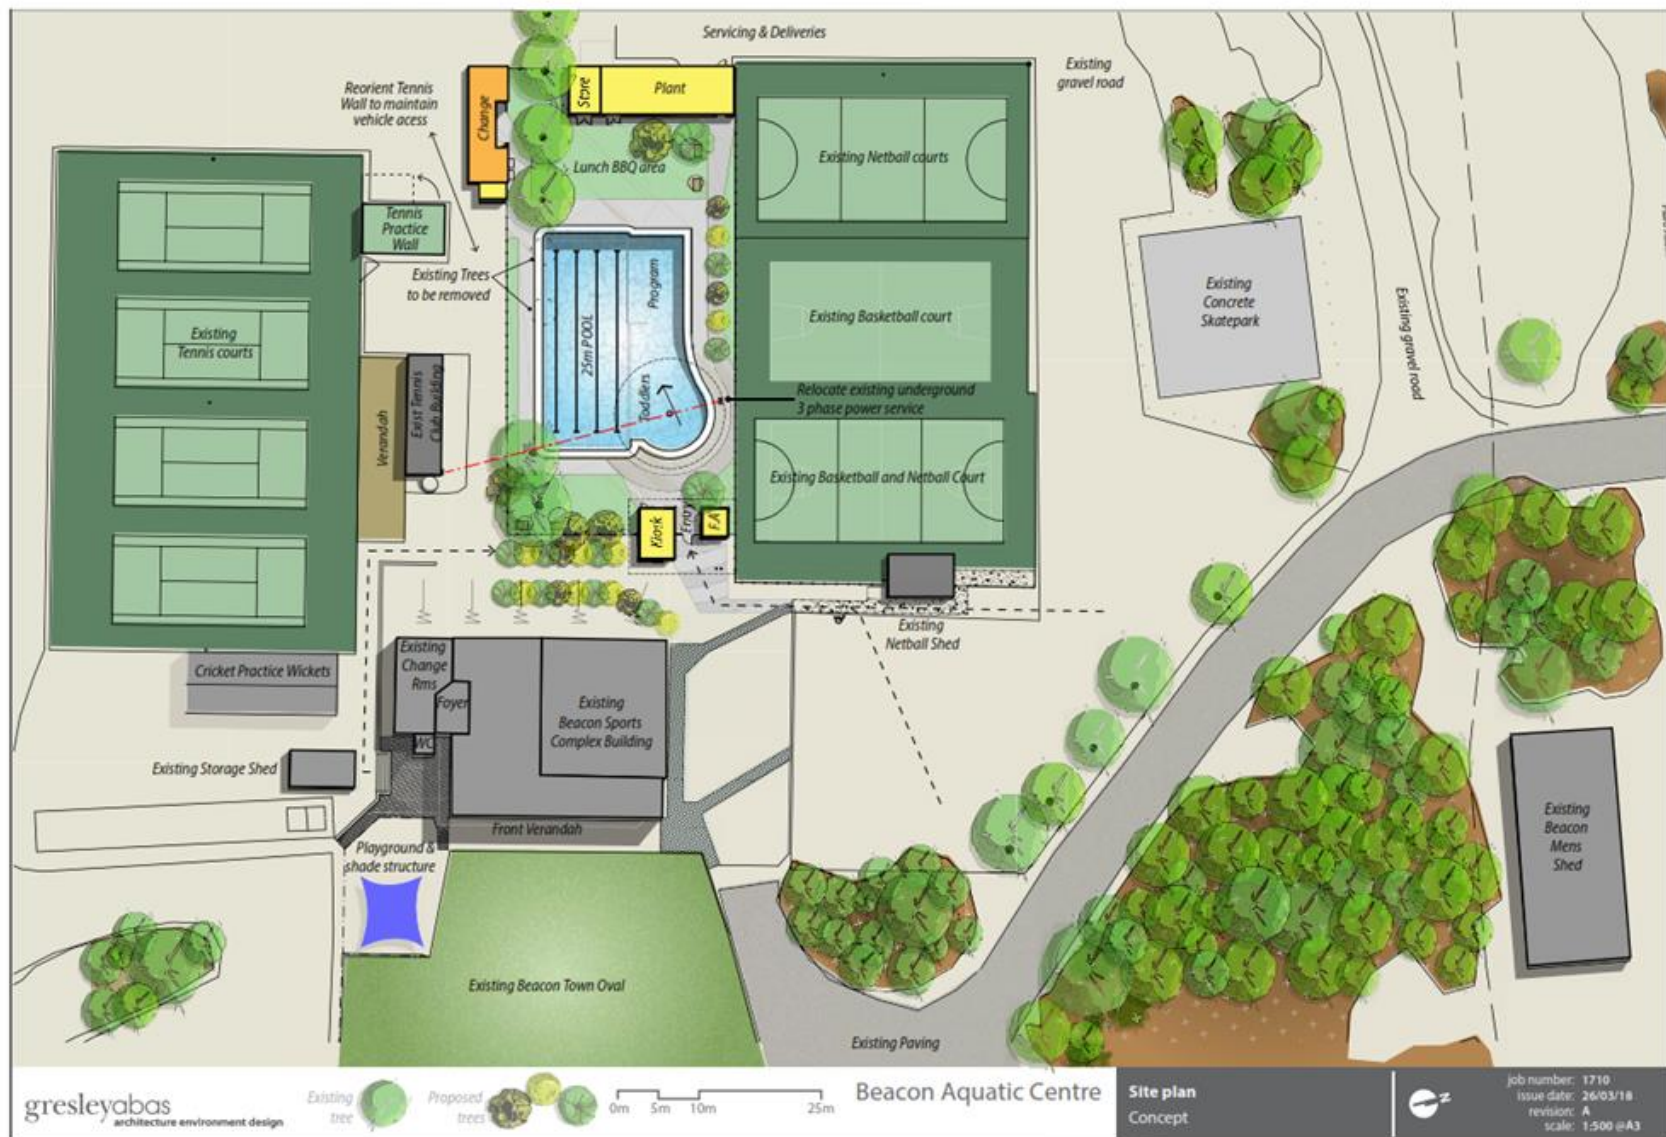 Servicing & Deliveries
Existing
gravel road
Reorient Tennis
Wall to maintain
vehicle acess
Change
Store
Plant
Lunch BBQ area
Existing Netball courts
Tennis
Practice
Wall
Existing Trees
to be removed
Existing
Tennis courts
25m POOL
Program
Toddlers
Existing Basketball court
Existing
Concrete
Skatepark
Existing gravel road
Relocate existing underground
3 phase power service
Verandah
Exist Tennis
Club Building
Existing Basketball and Netball Court
Kiosk
Entry
F.A
Existing
Netball Shed
Cricket Practice Wickets
Existing
Change
Rms
Foyer
WC
Existing
Beacon Sports
Complex Building
Existing Storage Shed
Front Verandah
Playground &
shade structure
Existing
Beacon
Mens
Shed
Existing Beacon Town Oval
Existing Paving
gresleyabas
architecture environment design
Existing
tree
Proposed
trees
0m 5m 10m 25m
Beacon Aquatic Centre
Site plan
Concept
z
job number: 1710
issue date: 26/03/18
revision: A
scale: 1:500 @A3